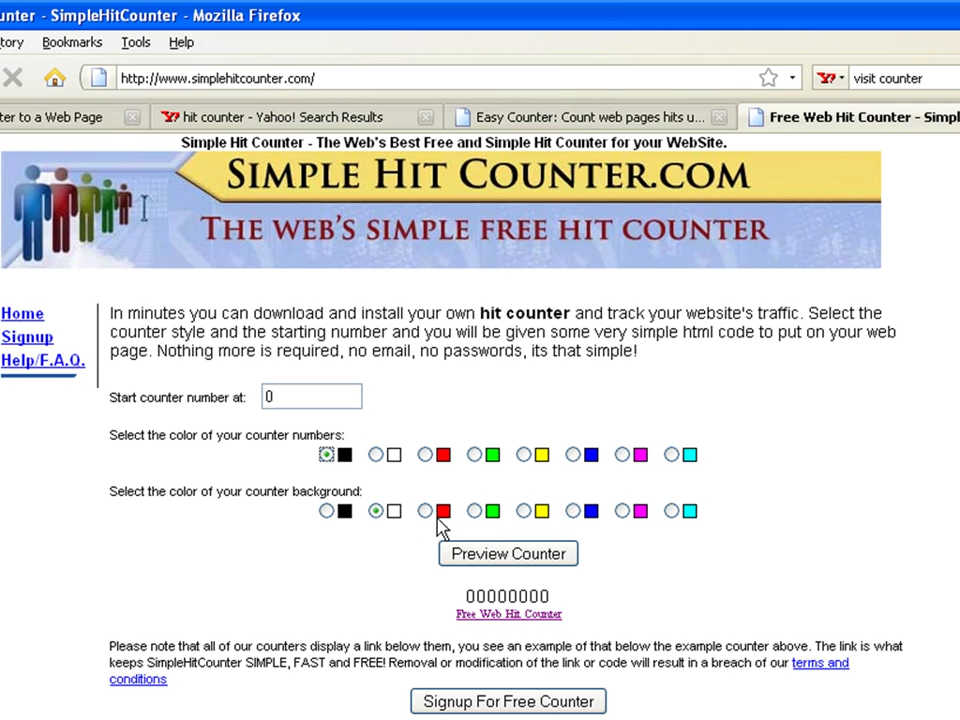 unter - SimpleHitCounter - Mozilla Firefox
tory Bookmarks Tools Help
http://www.simplehitcounter.com/ visit counter
ter to a Web Page hit counter - Yahoo! Search Results Easy Counter: Count web pages hits u... Free Web Hit Counter - Simpl
Simple Hit Counter - The Web's Best Free and Simple Hit Counter for your WebSite.
SIMPLE HIT COUNTER.COM
THE WEB'S SIMPLE FREE HIT COUNTER
Home
Signup
Help/F.A.Q.
In minutes you can download and install your own hit counter and track your website's traffic. Select the
counter style and the starting number and you will be given some very simple html code to put on your web
page. Nothing more is required, no email, no passwords, its that simple!
Start counter number at: 0
Select the color of your counter numbers:
Select the color of your counter background:
Preview Counter
00000000
Free Web Hit Counter
Please note that all of our counters display a link below them, you see an example of that below the example counter above. The link is what
keeps SimpleHitCounter SIMPLE, FAST and FREE! Removal or modification of the link or code will result in a breach of our terms and
conditions
Signup For Free Counter